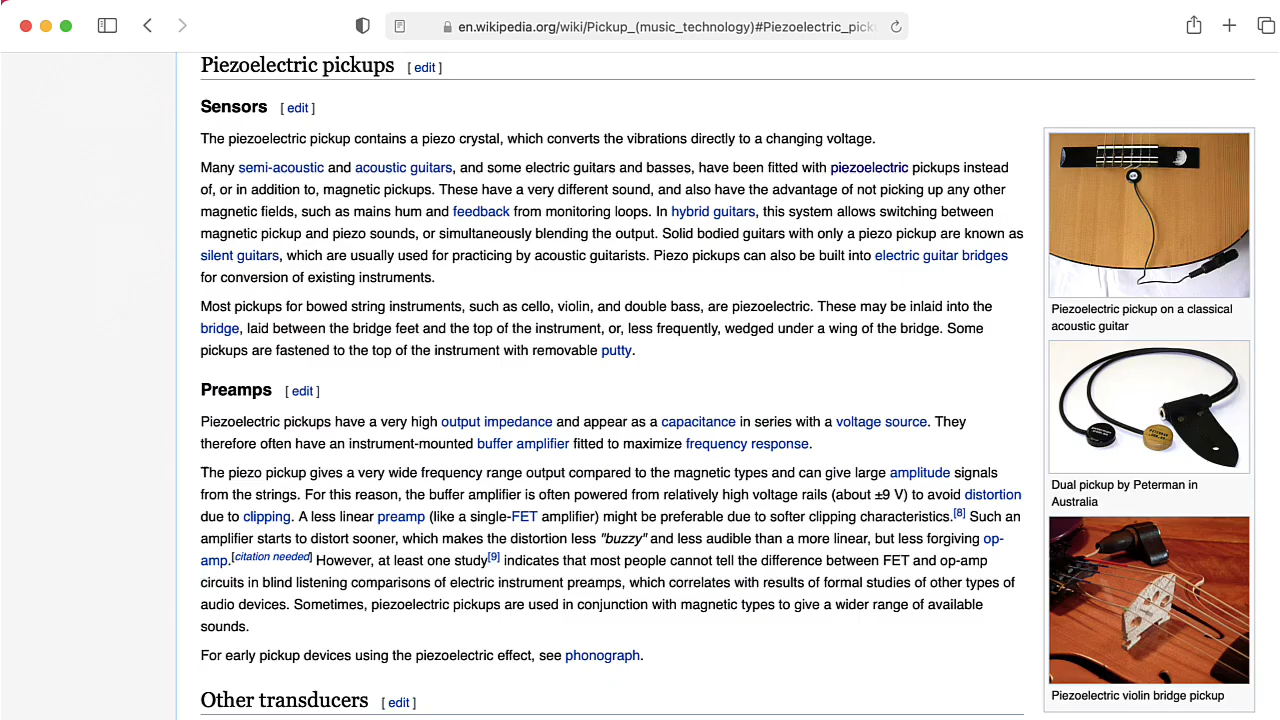 en.wikipedia.org/wiki/Pickup_(music_technology)#Piezoelectric_pick
Piezoelectric pickups [ edit ]
Sensors [ edit ]
The piezoelectric pickup contains a piezo crystal, which converts the vibrations directly to a changing voltage.
Many semi-acoustic and acoustic guitars, and some electric guitars and basses, have been fitted with piezoelectric pickups instead
of, or in addition to, magnetic pickups. These have a very different sound, and also have the advantage of not picking up any other
magnetic fields, such as mains hum and feedback from monitoring loops. In hybrid guitars, this system allows switching between
magnetic pickup and piezo sounds, or simultaneously blending the output. Solid bodied guitars with only a piezo pickup are known as
silent guitars, which are usually used for practicing by acoustic guitarists. Piezo pickups can also be built into electric guitar bridges
for conversion of existing instruments.
Most pickups for bowed string instruments, such as cello, violin, and double bass, are piezoelectric. These may be inlaid into the
bridge, laid between the bridge feet and the top of the instrument, or, less frequently, wedged under a wing of the bridge. Some
pickups are fastened to the top of the instrument with removable putty.
Preamps [ edit ]
Piezoelectric pickups have a very high output impedance and appear as a capacitance in series with a voltage source. They
therefore often have an instrument-mounted buffer amplifier fitted to maximize frequency response.
The piezo pickup gives a very wide frequency range output compared to the magnetic types and can give large amplitude signals
from the strings. For this reason, the buffer amplifier is often powered from relatively high voltage rails (about ±9 V) to avoid distortion
due to clipping. A less linear preamp (like a single-FET amplifier) might be preferable due to softer clipping characteristics.[8] Such an
amplifier starts to distort sooner, which makes the distortion less "buzzy" and less audible than a more linear, but less forgiving op-
amp.[citation needed] However, at least one study[9] indicates that most people cannot tell the difference between FET and op-amp
circuits in blind listening comparisons of electric instrument preamps, which correlates with results of formal studies of other types of
audio devices. Sometimes, piezoelectric pickups are used in conjunction with magnetic types to give a wider range of available
sounds.
For early pickup devices using the piezoelectric effect, see phonograph.
Other transducers [ edit ]
Piezoelectric pickup on a classical
acoustic guitar
Dual pickup by Peterman in
Australia
Piezoelectric violin bridge pickup